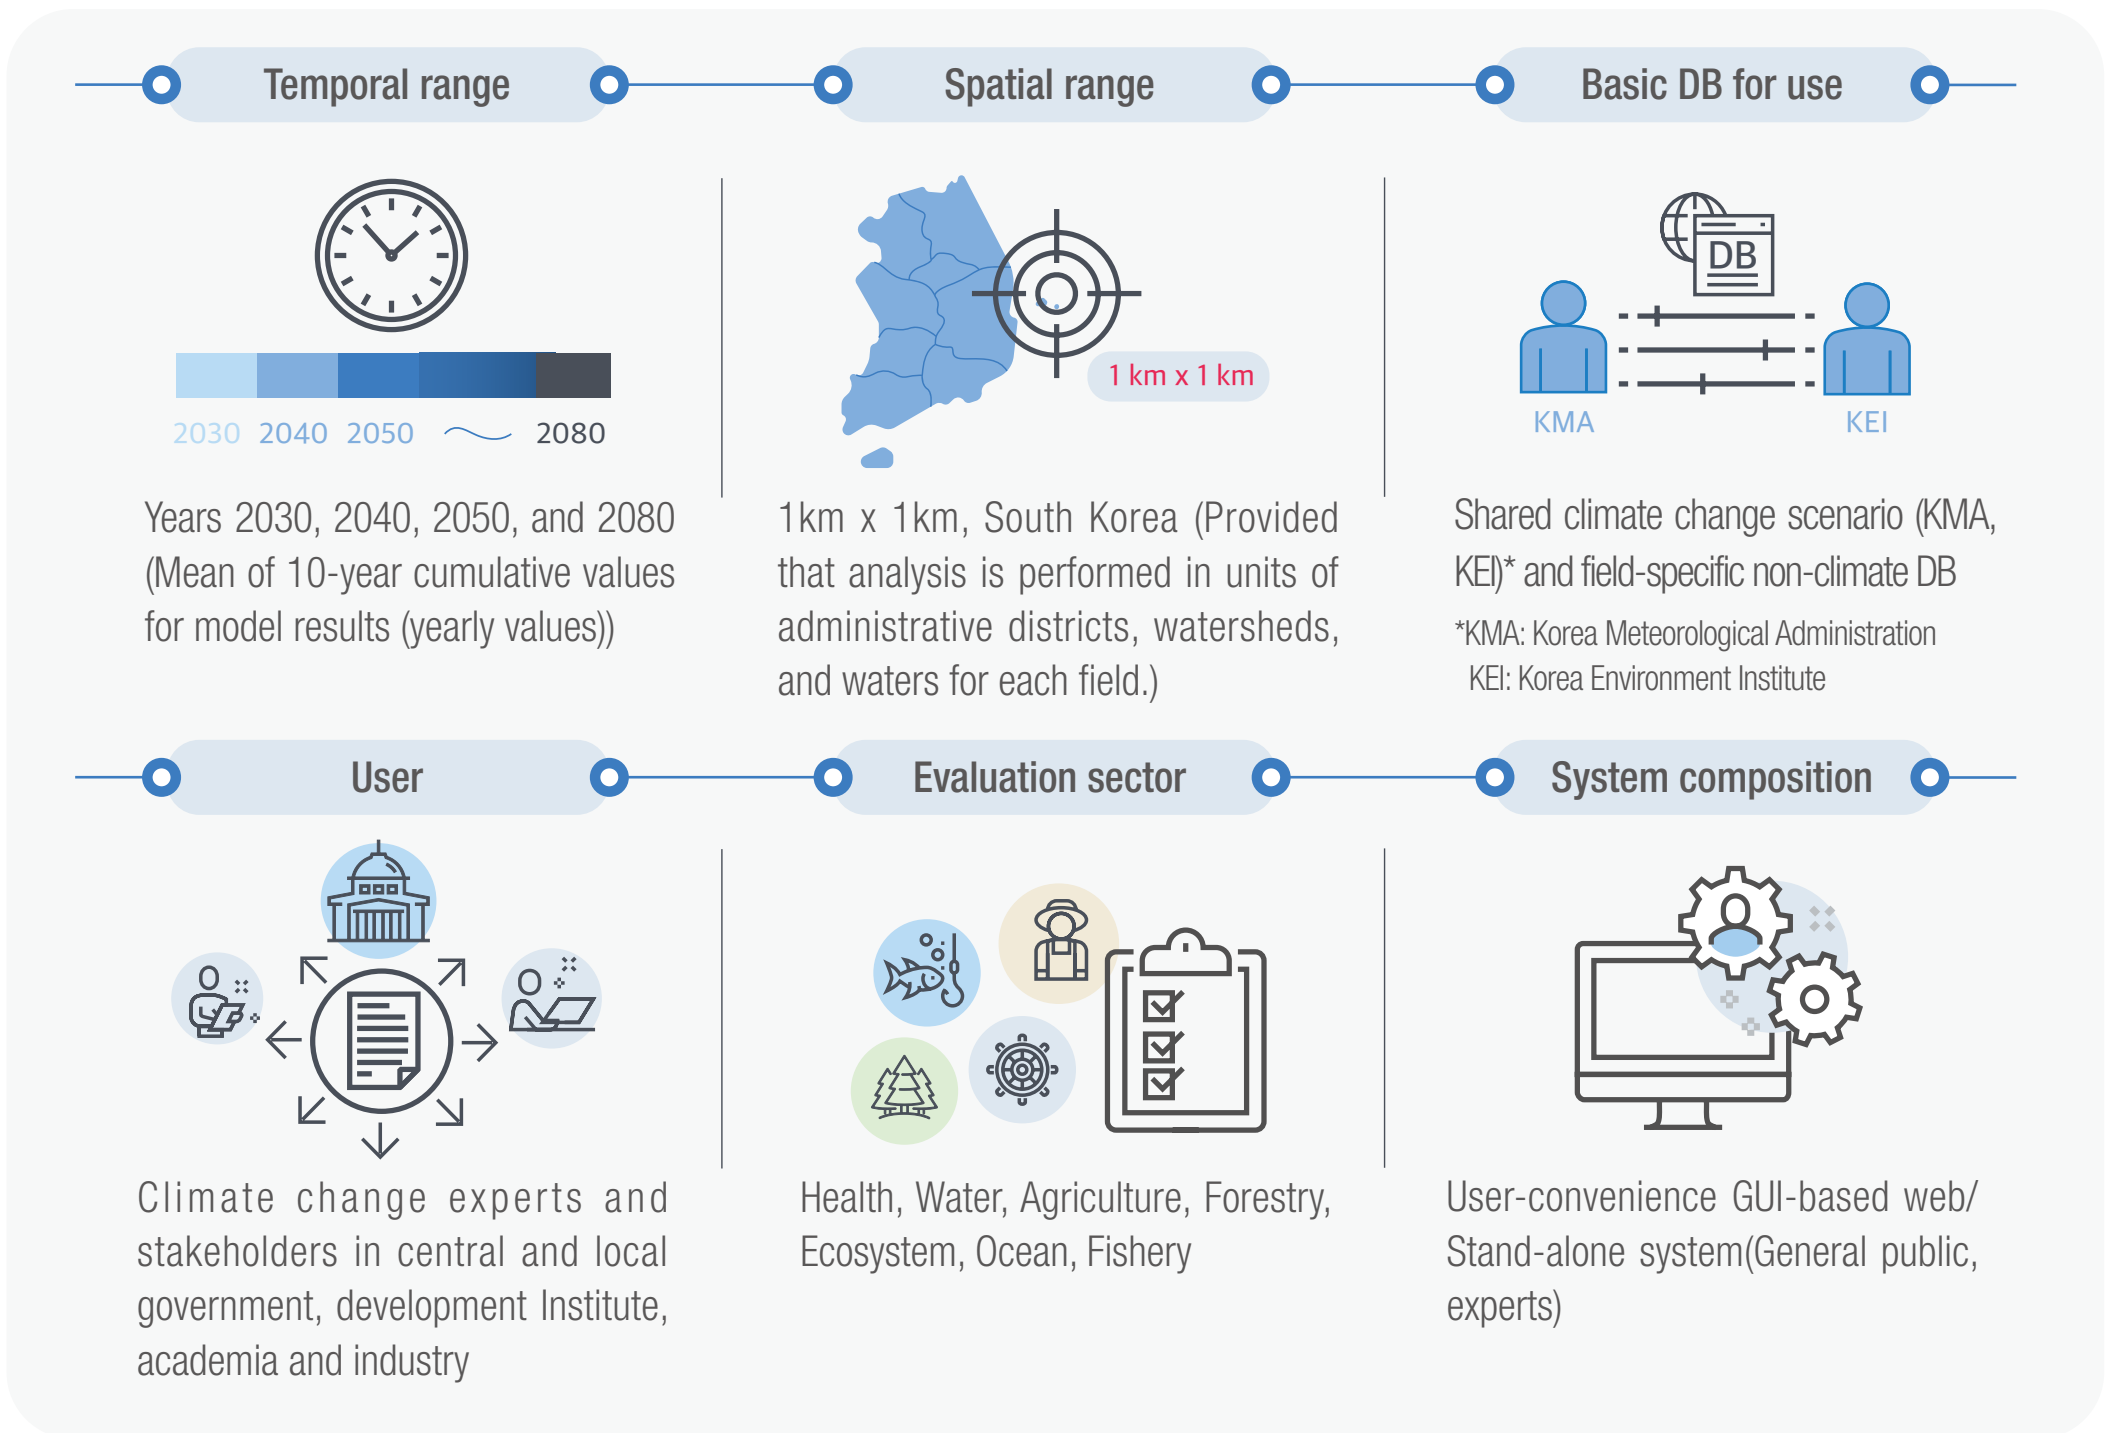 Temporal range
Spatial range
Basic DB for use
2030 2040 2050 2080
1 km x 1 km
DB
KMA
KEI
Years 2030, 2040, 2050, and 2080
(Mean of 10-year cumulative values
for model results (yearly values))
1km x 1km, South Korea (Provided
that analysis is performed in units of
administrative districts, watersheds,
and waters for each field.)
Shared climate change scenario (KMA,
KEI)* and field-specific non-climate DB
*KMA: Korea Meteorological Administration
KEI: Korea Environment Institute
User
Evaluation sector
System composition
Climate change experts and
stakeholders in central and local
government, development Institute,
academia and industry
Health, Water, Agriculture, Forestry,
Ecosystem, Ocean, Fishery
User-convenience GUI-based web/
Stand-alone system(General public,
experts)